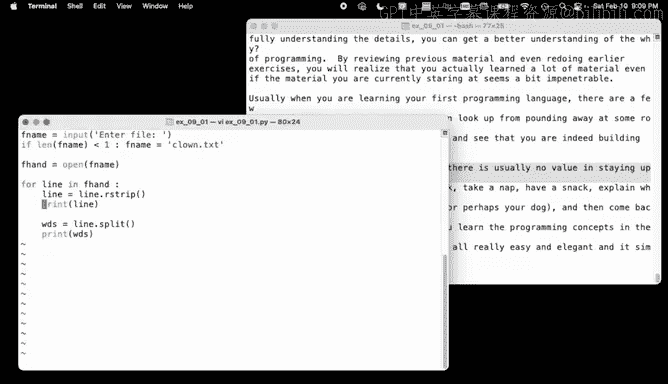 Terminal Shell Edit View Window Help
Sat Feb 10 9:09 PM
GPT中英字幕课程资源@bilibili.com
ex_09_01 — -bash — 77×25
fully understanding the details, you can get a better understanding of the wh
y?
of programming. By reviewing previous material and even redoing earlier
exercises, you will realize that you actually learned a lot of material even
if the material you are currently staring at seems a bit impenetrable.
Usually when you are learning your first programming language, there are a fe
w
n look up from pounding away at some ro
and see that you are indeed building
there is usually no value in staying up
k, take a nap, have a snack, explain wh
or perhaps your dog), and then come bac
u learn the programming concepts in the
all really easy and elegant and it sim
ex_09_01 — vi ex_09_01.py — 80×24
fname = input('Enter file: ')
if len(fname) < 1 : fname = 'clown.txt'
fhand = open(fname)
for line in fhand :
line = line.rstrip()
print(line)
wds = line.split()
print(wds)
~
~
~
~
~
~
~
~
~
~
~
~